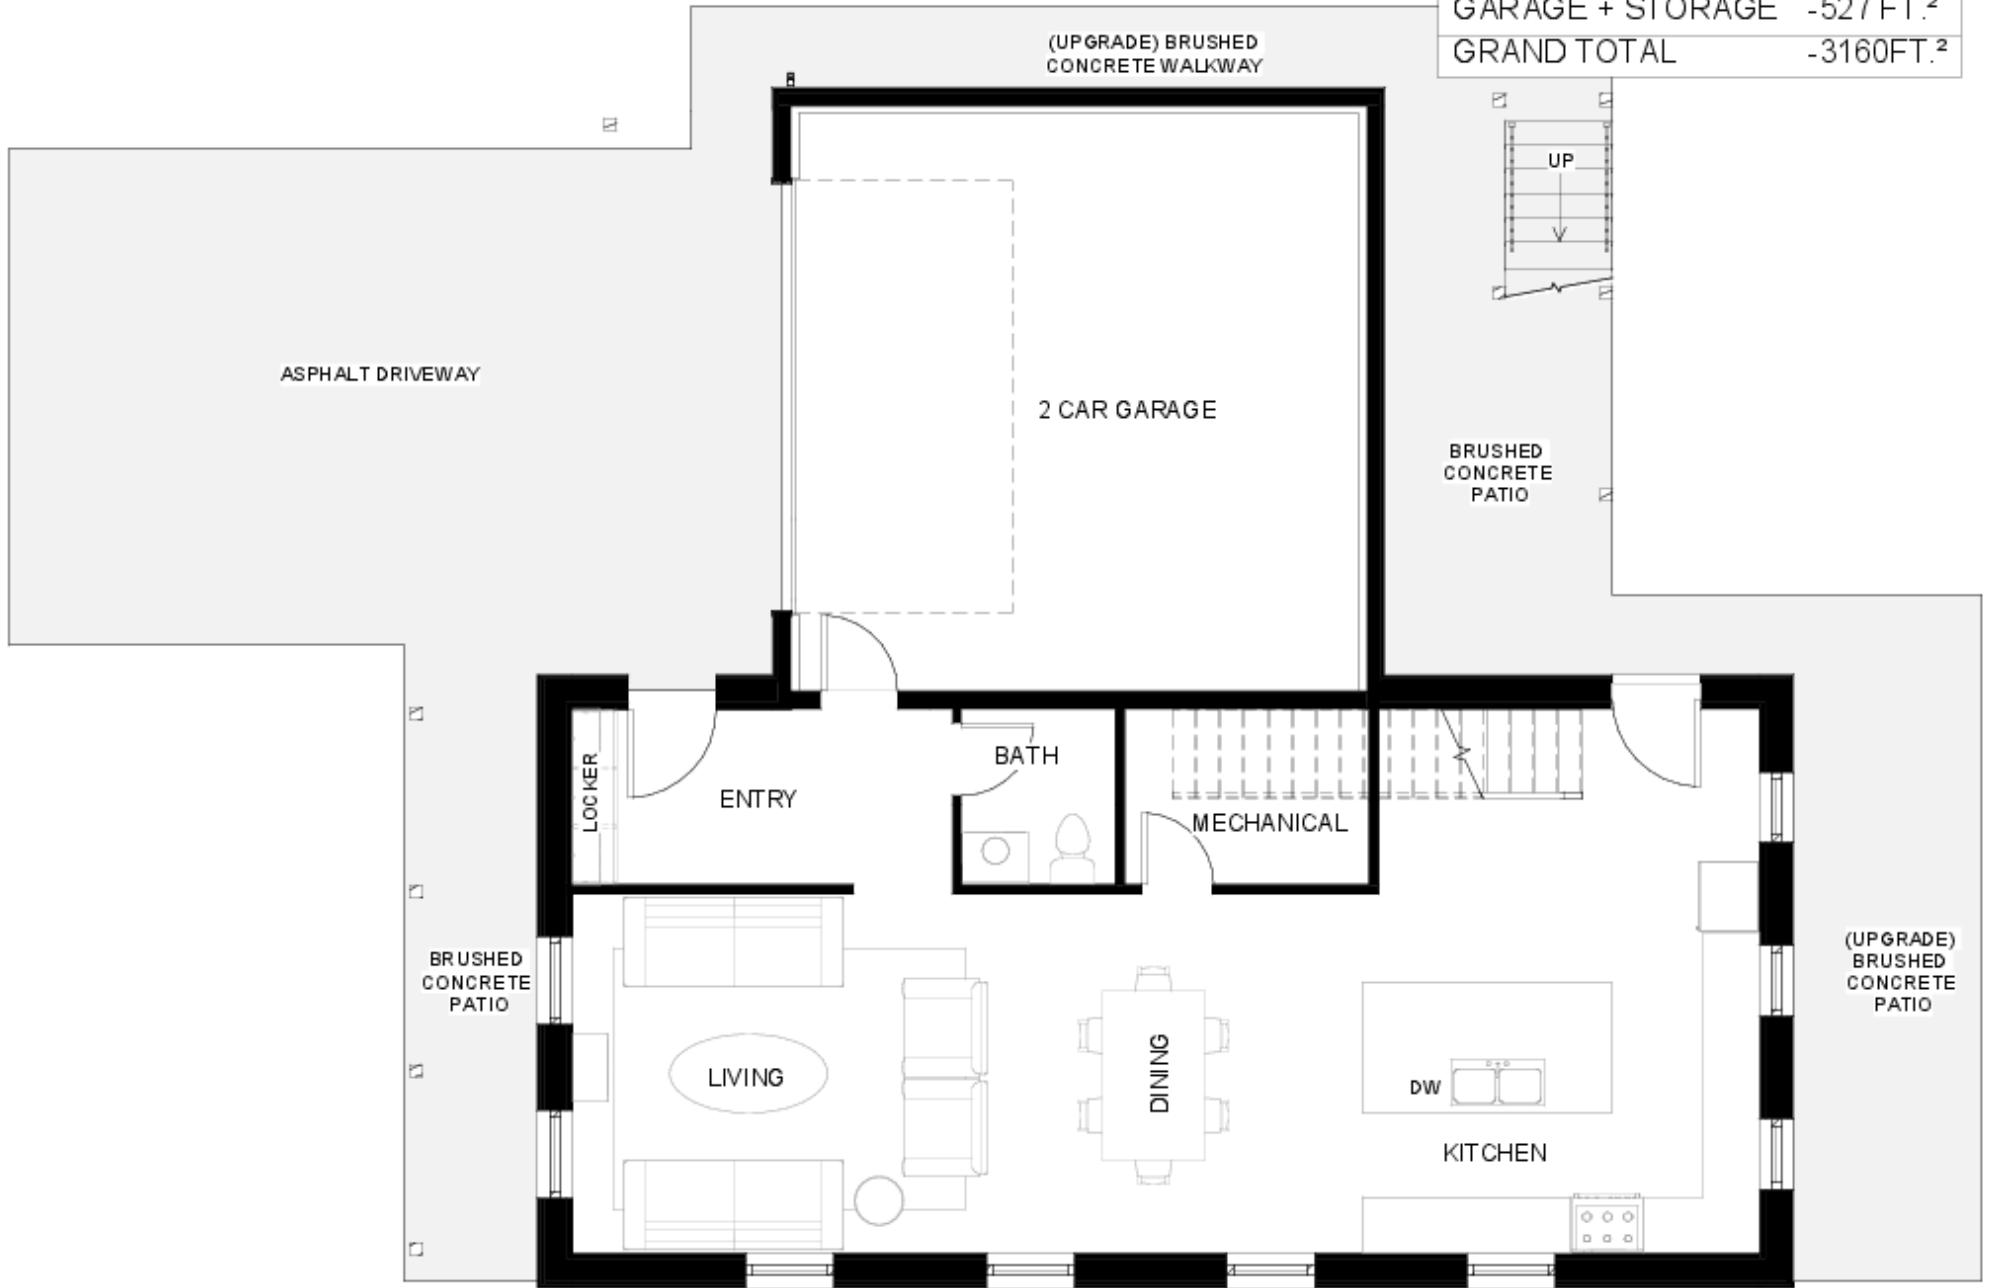 GARAGE + STORAGE -527 FT.²
GRAND TOTAL -3160FT.²
(UPGRADE) BRUSHED
CONCRETE WALKWAY
UP
ASPHALT DRIVEWAY
2 CAR GARAGE
BRUSHED
CONCRETE
PATIO
LOCKER
ENTRY
BATH
MECHANICAL
BRUSHED
CONCRETE
PATIO
(UPGRADE)
BRUSHED
CONCRETE
PATIO
LIVING
DINING
DW
KITCHEN